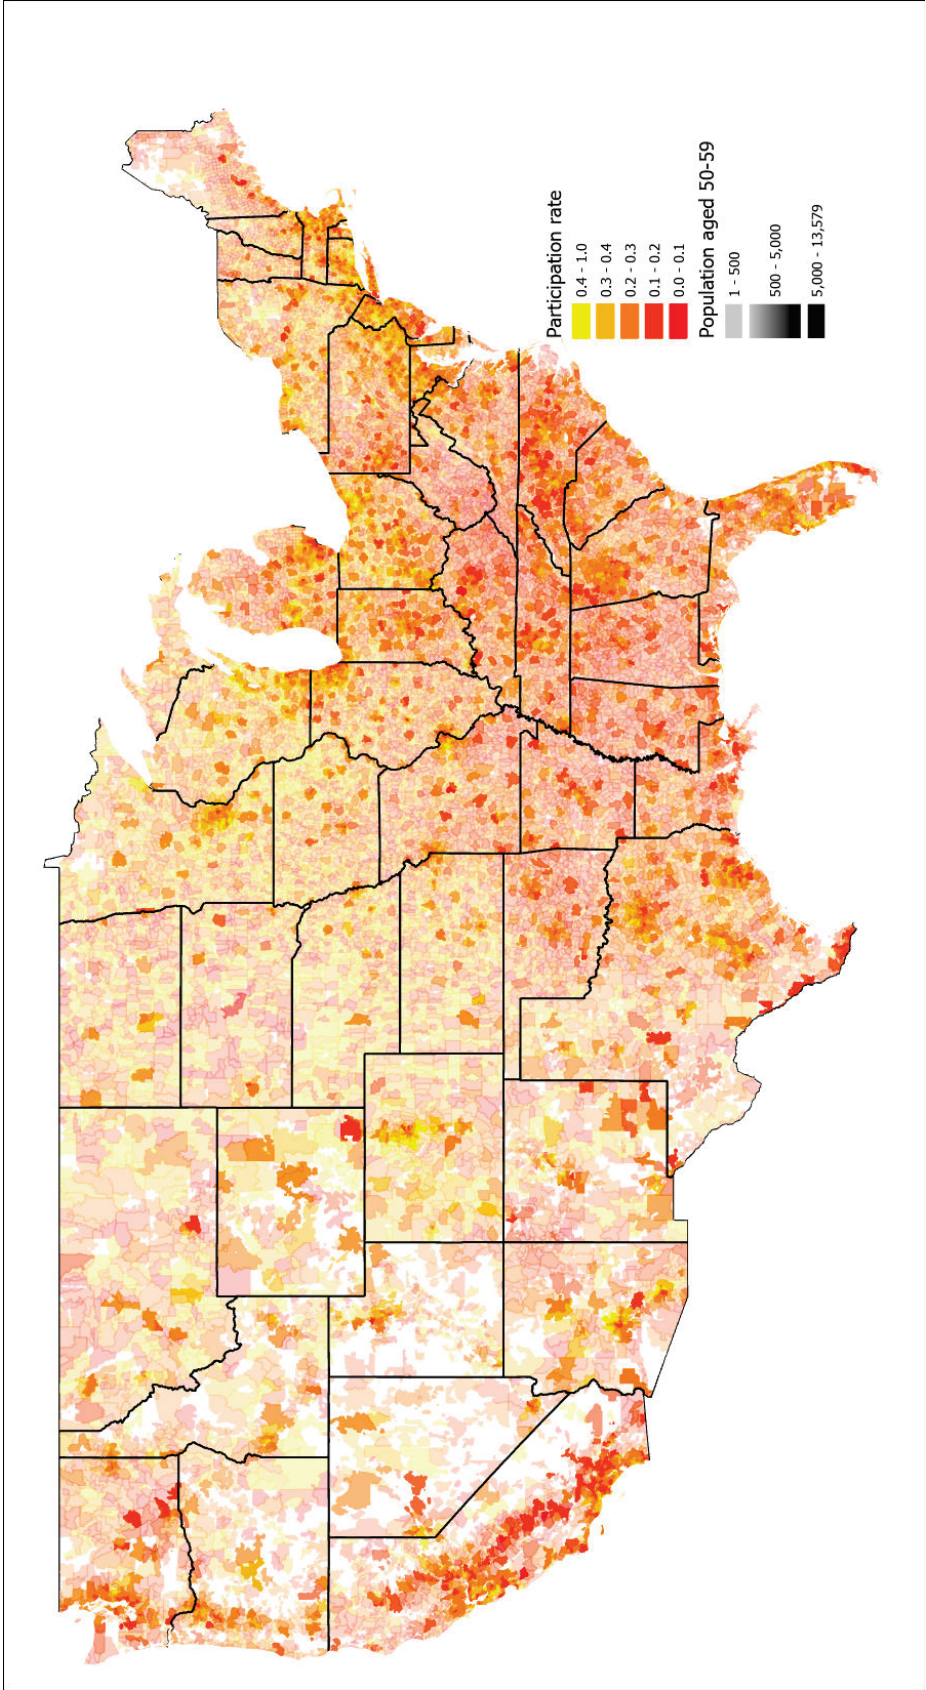 Participation rate
0.4 - 1.0
0.3 - 0.4
0.2 - 0.3
0.1 - 0.2
0.0 - 0.1
Population aged 50-59
1 - 500
500 - 5,000
5,000 - 13,579